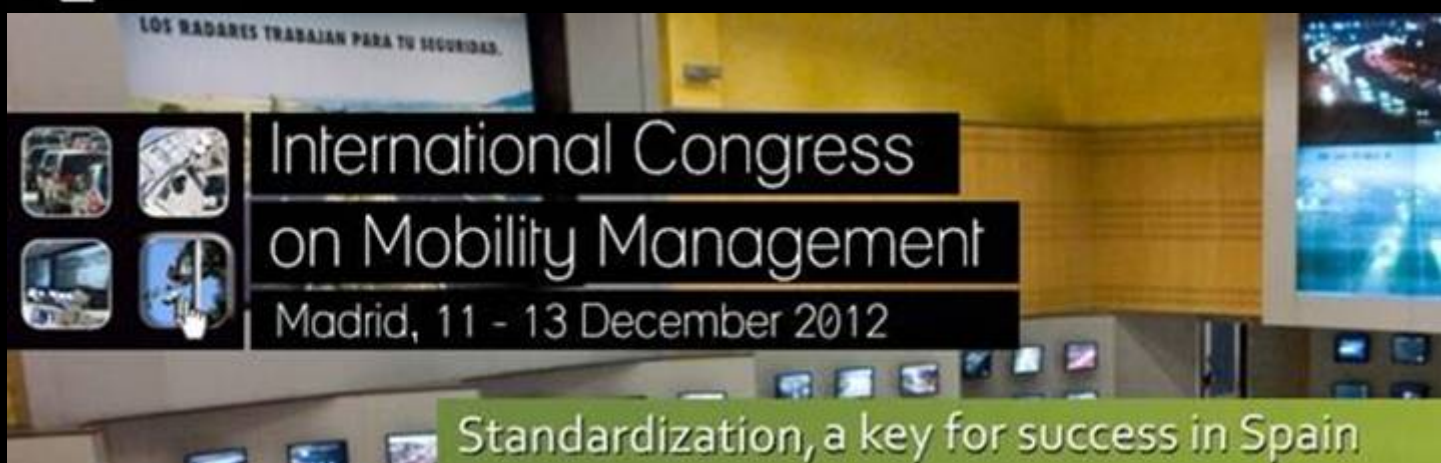 LOS RADARES TRABAJAN PARA TU SEGURIDAD.
International Congress
on Mobility Management
Madrid, 11 - 13 December 2012
Standardization, a key for success in Spain